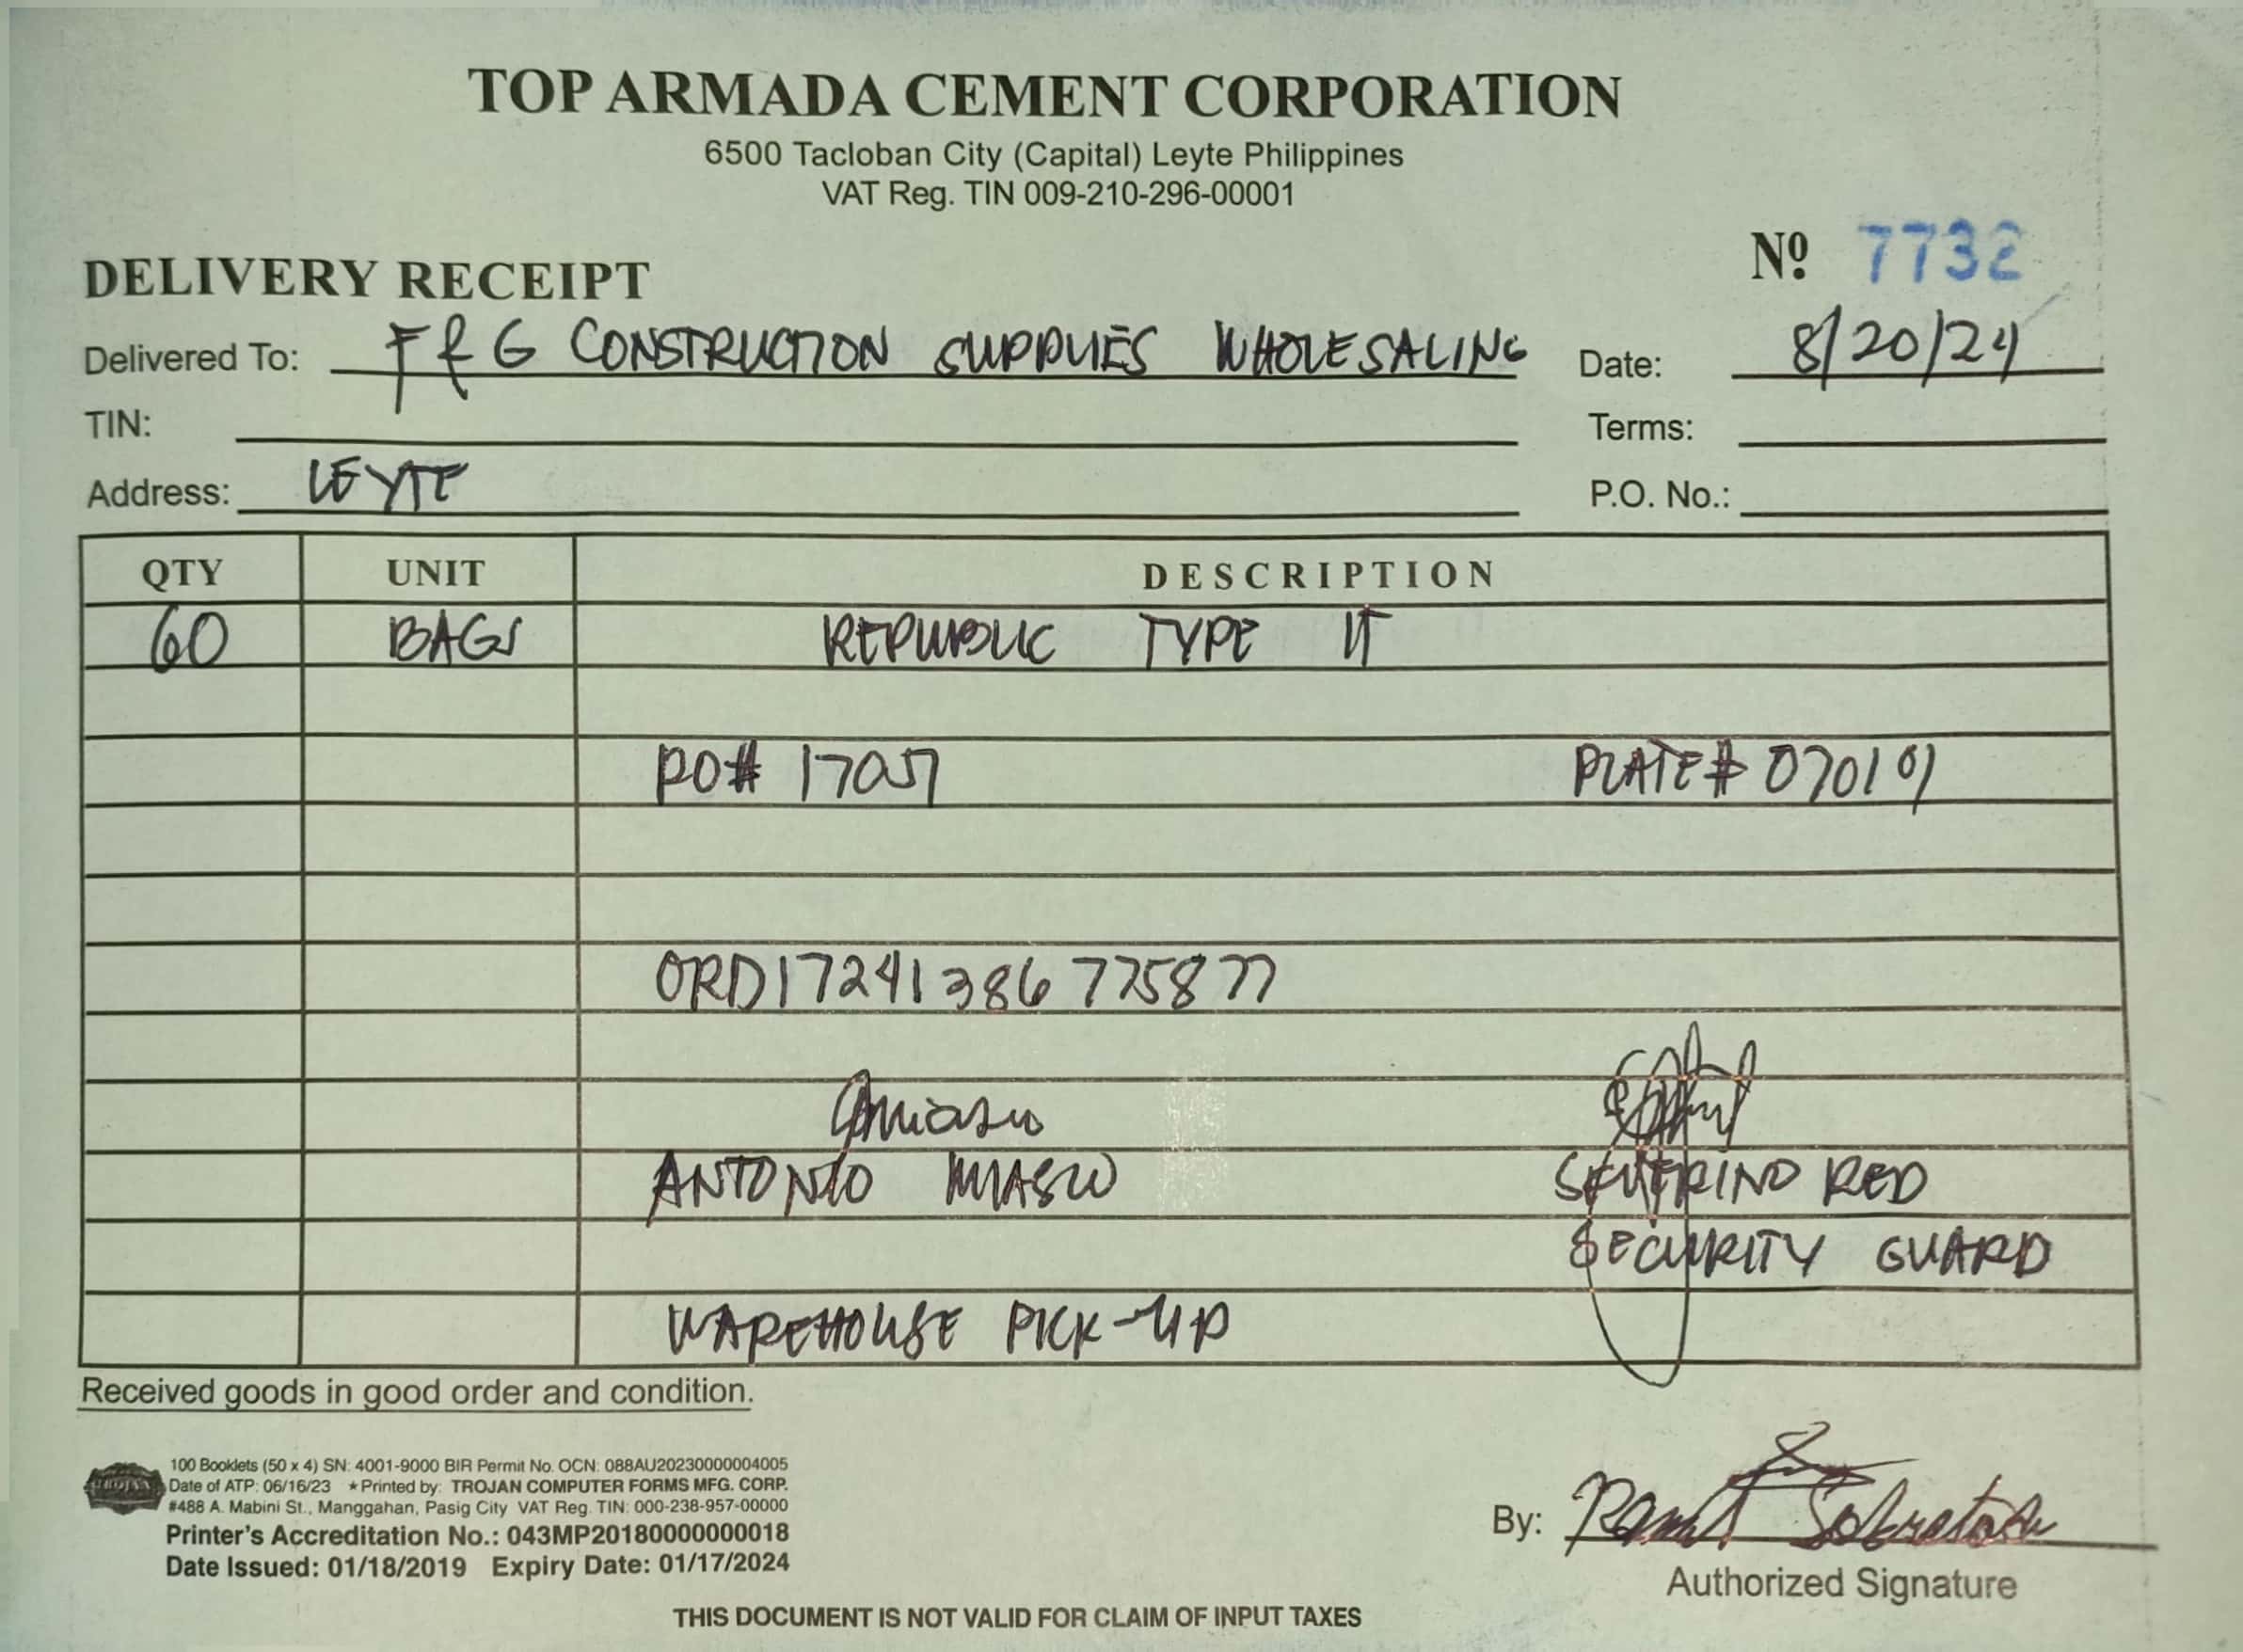 TOP ARMADA CEMENT CORPORATION
6500 Tacloban City (Capital) Leyte Philippines
VAT Reg. TIN 009-210-296-00001
Nº 7732
DELIVERY RECEIPT
Delivered To: F & G CONSTRUCTION SUPPLIES WHOLESALING Date: 8/20/24
TIN: Terms:
Address: LEYTE P.O. No.:
QTY UNIT DESCRIPTION
60 BAGS REPUBLIC TYPE IT
PO# 17057 PLATE# 070101
ORD17241386775877
ANTONIO SEVERINO RED
SECURITY GUARD
WAREHOUSE PICK-UP
Received goods in good order and condition.
100 Booklets (50 x 4) SN: 4001-9000 BIR Permit No. OCN: 088AU20230000004005
Date of ATP: 06/16/23 ★Printed by: TROJAN COMPUTER FORMS MFG. CORP.
#488 A. Mabini St., Manggahan, Pasig City VAT Reg. TIN: 000-238-957-00000
Printer's Accreditation No.: 043MP20180000000018
Date Issued: 01/18/2019 Expiry Date: 01/17/2024
TROJAN
By:
Authorized Signature
THIS DOCUMENT IS NOT VALID FOR CLAIM OF INPUT TAXES